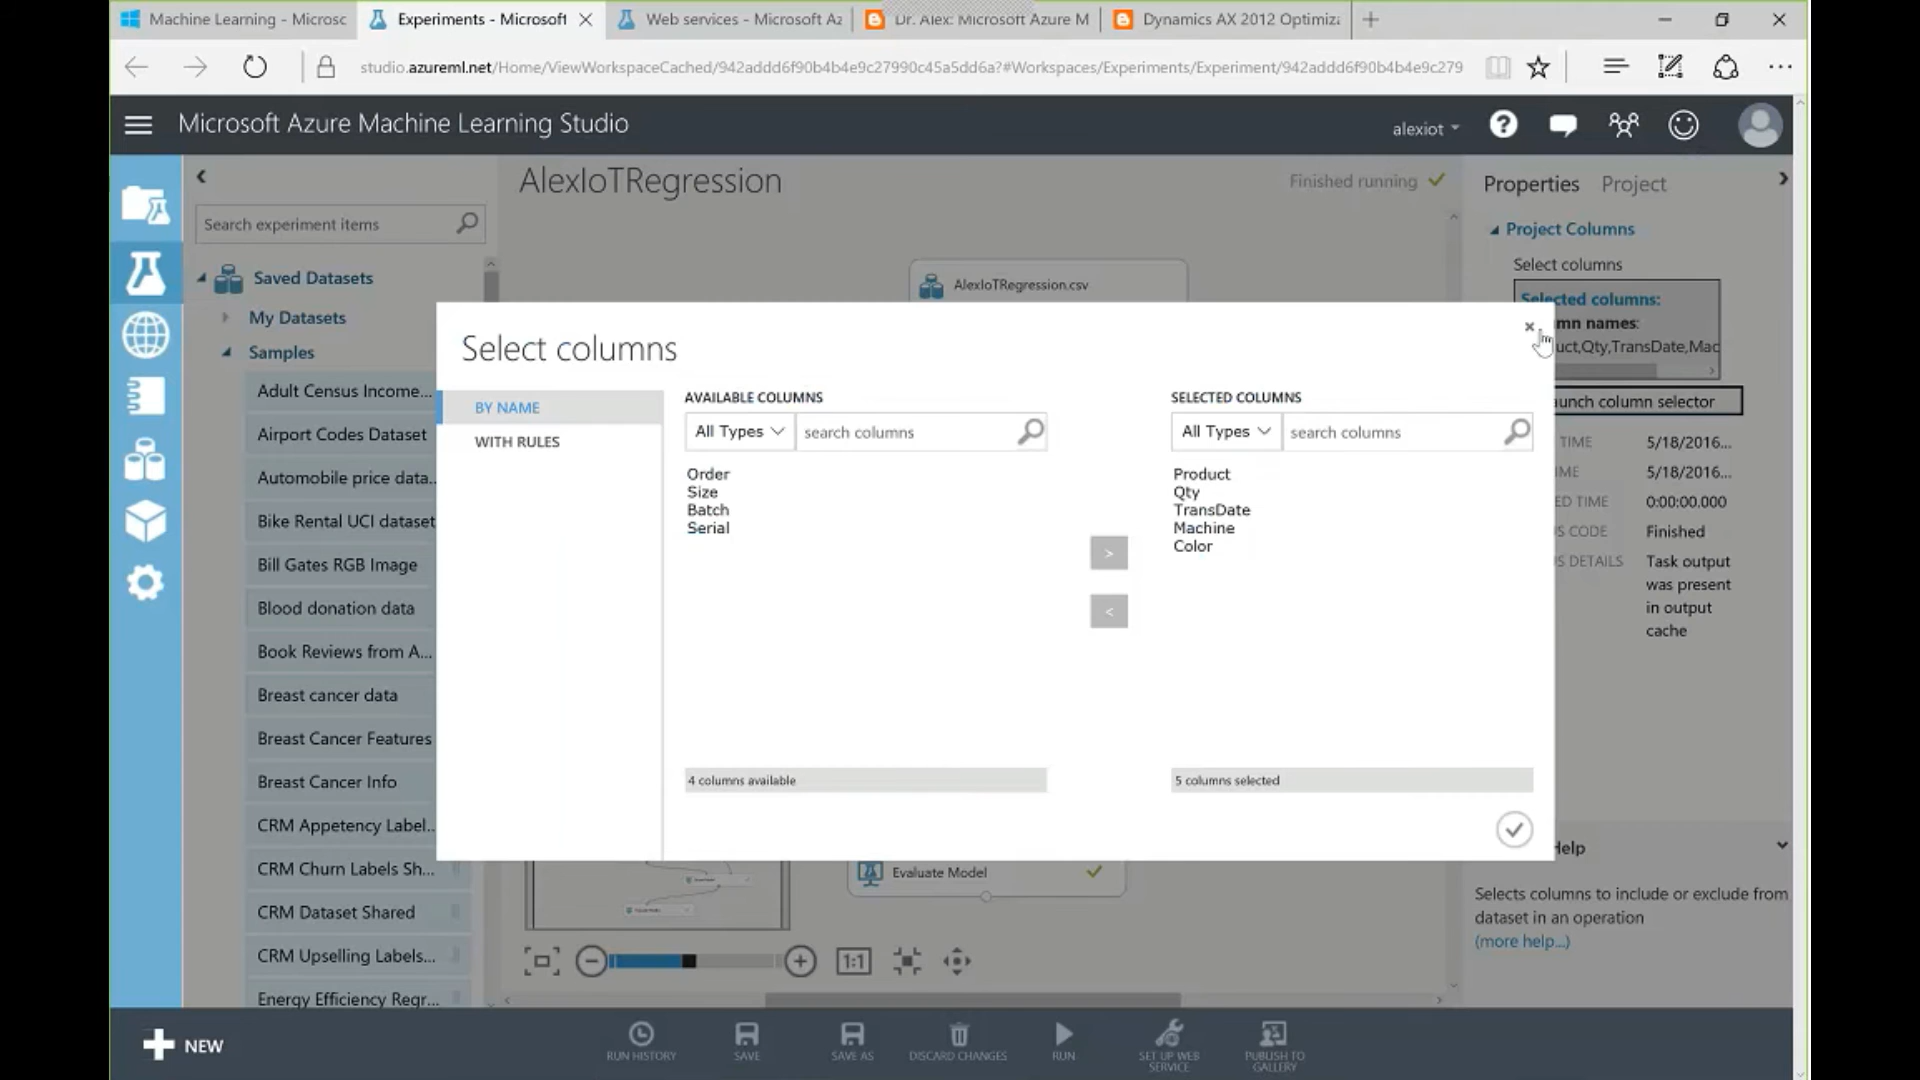 Machine Learning - Microsc
Experiments - Microsoft
Web services - Microsoft Az
Dr. Alex: Microsoft Azure M
Dynamics AX 2012 Optimiza
studio.azureml.net/Home/ViewWorkspaceCached/942addd6f90b4b4e9c27990c45a5dd6a?#Workspaces/Experiments/Experiment/942addd6f90b4b4e9c279
Microsoft Azure Machine Learning Studio
alexiot
AlexIoTRegression
Finished running
Properties Project
Search experiment items
Saved Datasets
My Datasets
Samples
Adult Census Income...
Airport Codes Dataset
Automobile price data...
Bike Rental UCI dataset
Bill Gates RGB Image
Blood donation data
Book Reviews from A...
Breast cancer data
Breast Cancer Features
Breast Cancer Info
CRM Appetency Label...
CRM Churn Labels Sh...
CRM Dataset Shared
CRM Upselling Labels...
Energy Efficiency Regr...
AlexIoTRegression.csv
Select columns
BY NAME
WITH RULES
AVAILABLE COLUMNS
All Types
search columns
Order
Size
Batch
Serial
4 columns available
>
<
SELECTED COLUMNS
All Types
search columns
Product
Qty
TransDate
Machine
Color
5 columns selected
Evaluate Model
1:1
Project Columns
Select columns
Selected columns:
mn names:
uct,Qty,TransDate,Mac
aunch column selector
TIME 5/18/2016...
IME 5/18/2016...
ED TIME 0:00:00.000
S CODE Finished
S DETAILS Task output
was present
in output
cache
Help
Selects columns to include or exclude from
dataset in an operation
(more help...)
NEW
RUN HISTORY
SAVE
SAVE AS
DISCARD CHANGES
RUN
SET UP WEB
SERVICE
PUBLISH TO
GALLERY